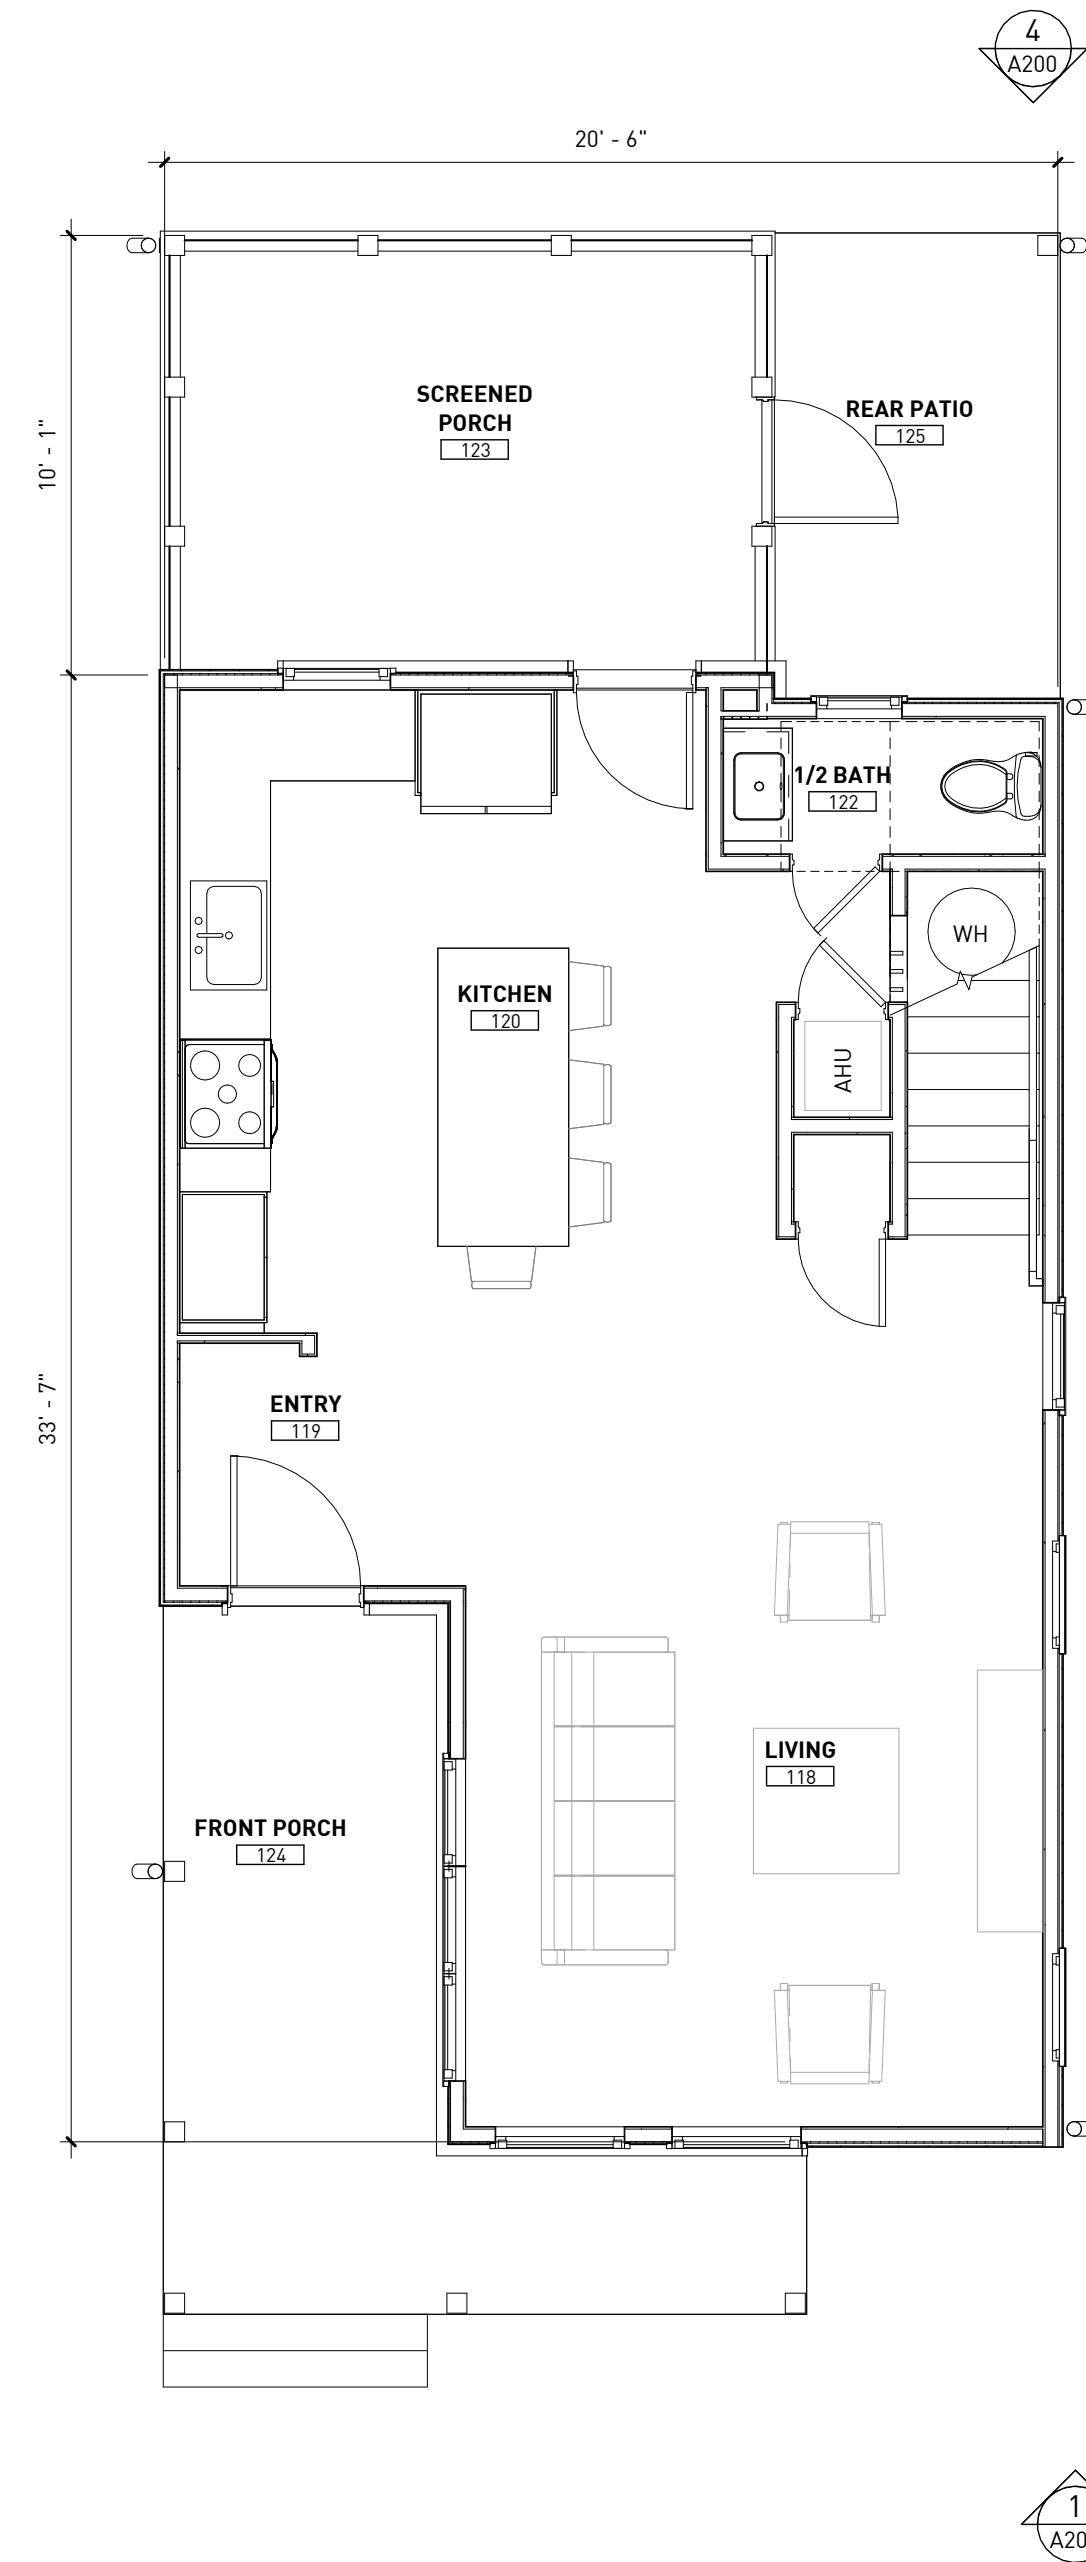 4
A200
20' - 6"
10' - 1"
SCREENED
PORCH
123
REAR PATIO
125
1/2 BATH
122
WH
KITCHEN
120
AHU
33' - 7"
ENTRY
119
LIVING
118
FRONT PORCH
124
1
A20